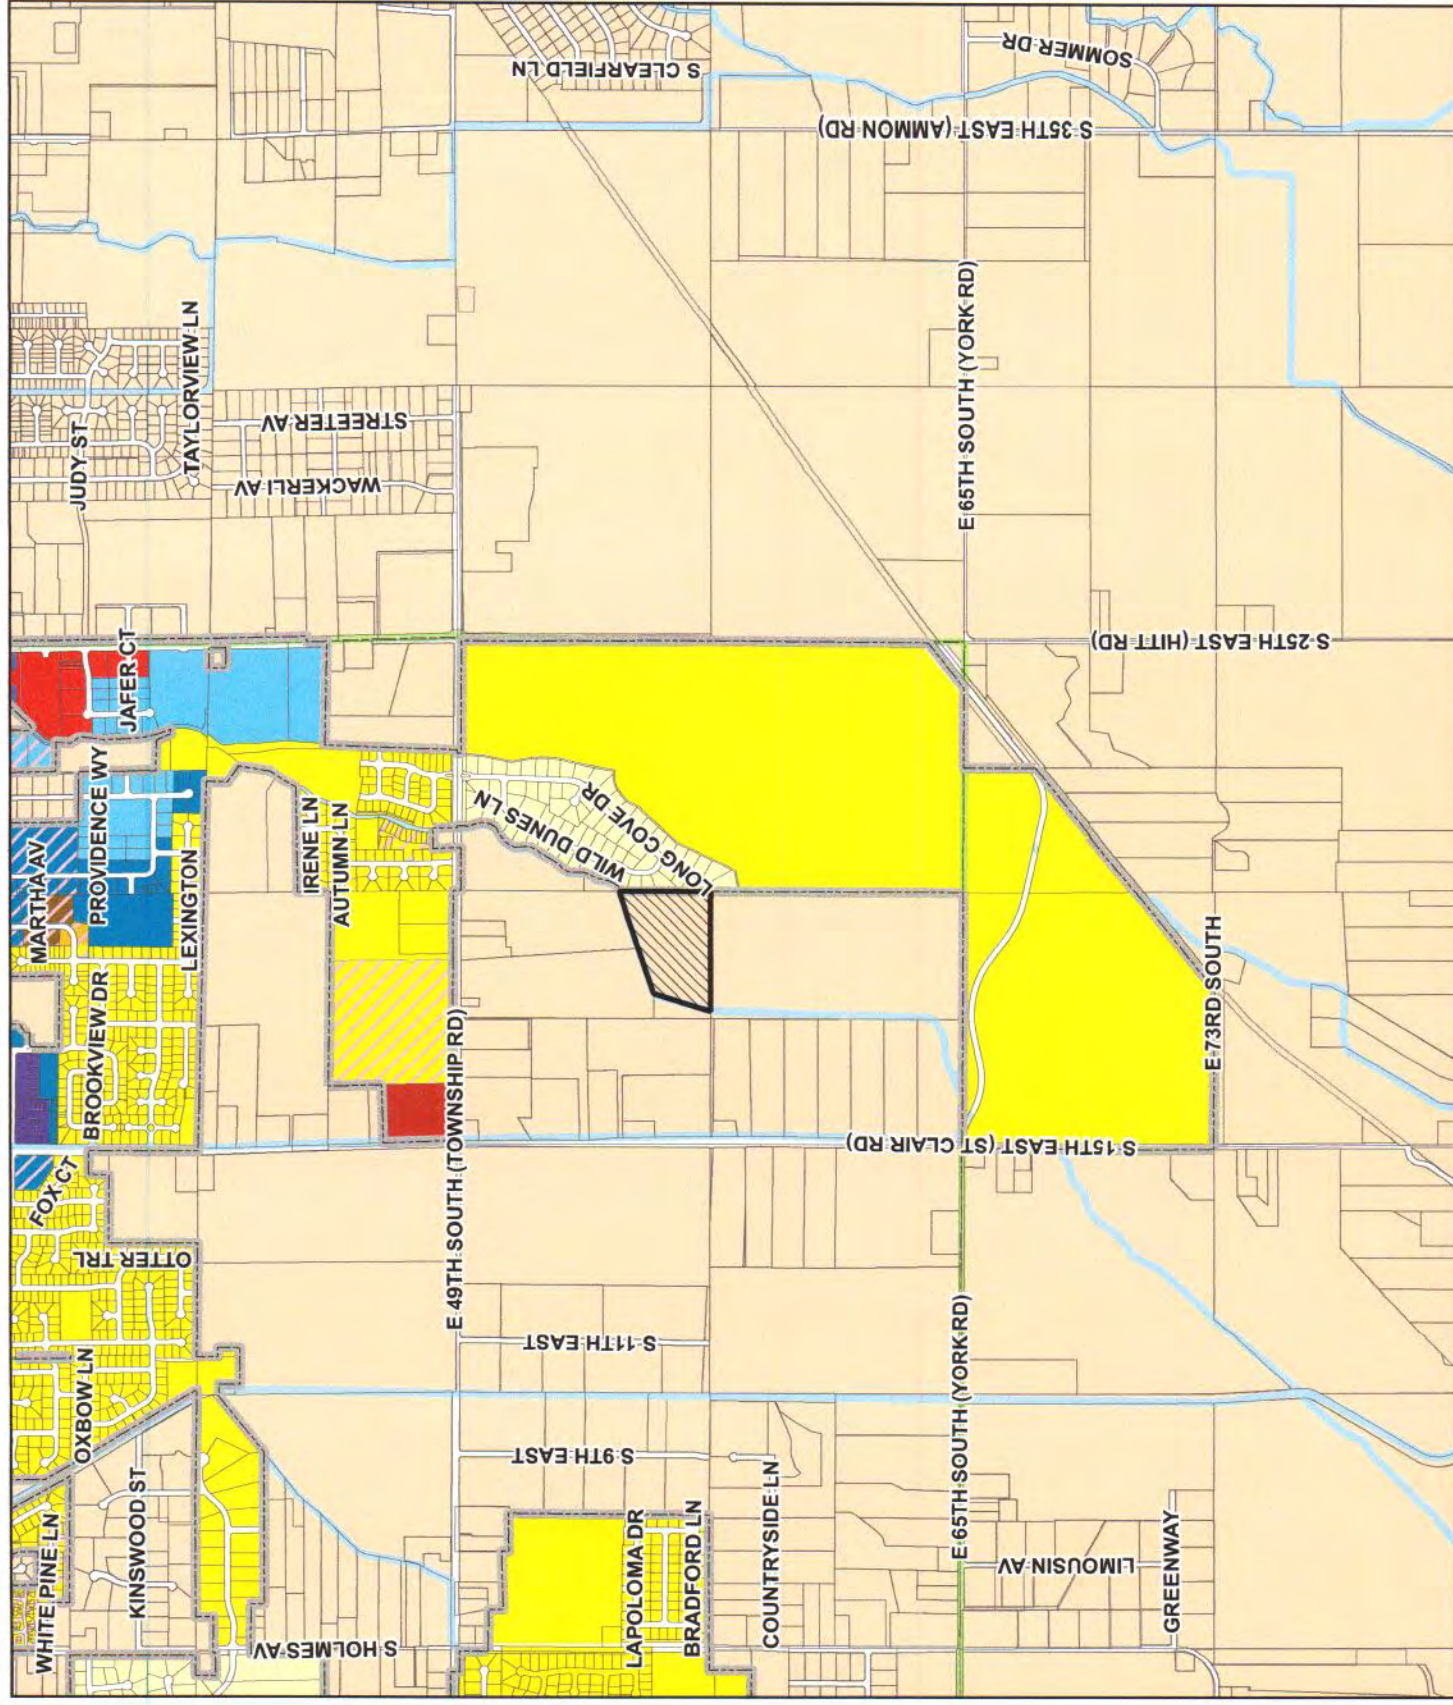 S CLEARFIELD LN
SOMMER DR
S 35TH EAST (AMMON RD)
JUDY ST
TAYLORVIEW LN
STREETER AV
WACKERLI AV
E 65TH SOUTH (YORK RD)
S 25TH EAST (HITT RD)
JAFER CT
PROVIDENCE WY
MARTHA AV
LEXINGTON
BROOKVIEW DR
IRENE LN
AUTUMN LN
WILD DUNES LN
LONG COVE DR
LONG COVE DR
E 49TH SOUTH (TOWNSHIP RD)
E 73RD SOUTH
S 15TH EAST (ST CLAIR RD)
FOX CT
OTTER TRL
OXBOW LN
S 11TH EAST
S 9TH EAST
E 65TH SOUTH (YORK RD)
WHITE PINE LN
KINSWOOD ST
S HOLMES AV
LAPOLOMA DR
BRADFORD LN
COUNTRYSIDE LN
LIMOUSIN AV
GREENWAY